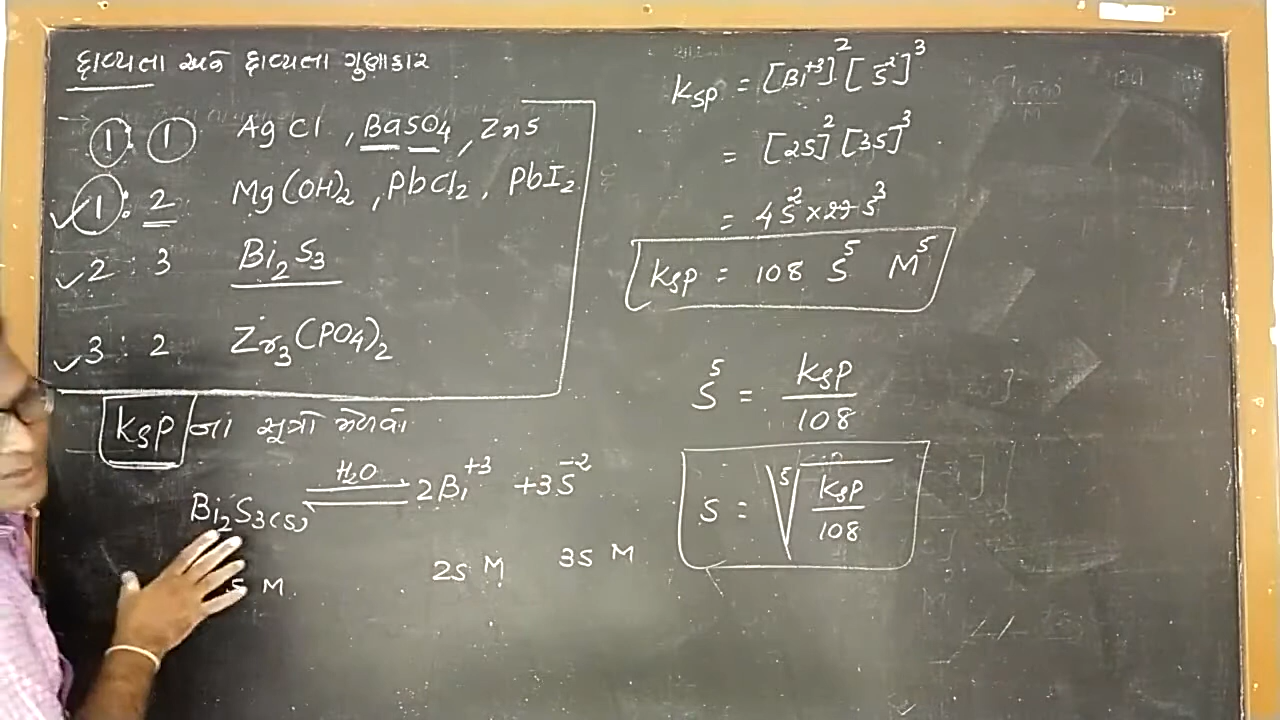 દ્રાવ્યતા અને દ્રાવ્યતા ગુણાકાર
1 : 1 AgCl , BaSO4 , ZnS
1 : 2 Mg(OH)2 , PbCl2 , PbI2
2 : 3 Bi2S3
3 : 2 Zr3(PO4)2
Ksp ના સૂત્રો મેળવો
Bi2S3(s) ⇌ H2O 2Bi+3 + 3S-2
s M 2s M 3s M
Ksp = [Bi+3]2 [S-2]3
= [2S]2 [3S]3
= 4S2 × 27 S3
Ksp = 108 S5 M5
S5 = Ksp / 108
S = 5√ Ksp / 108